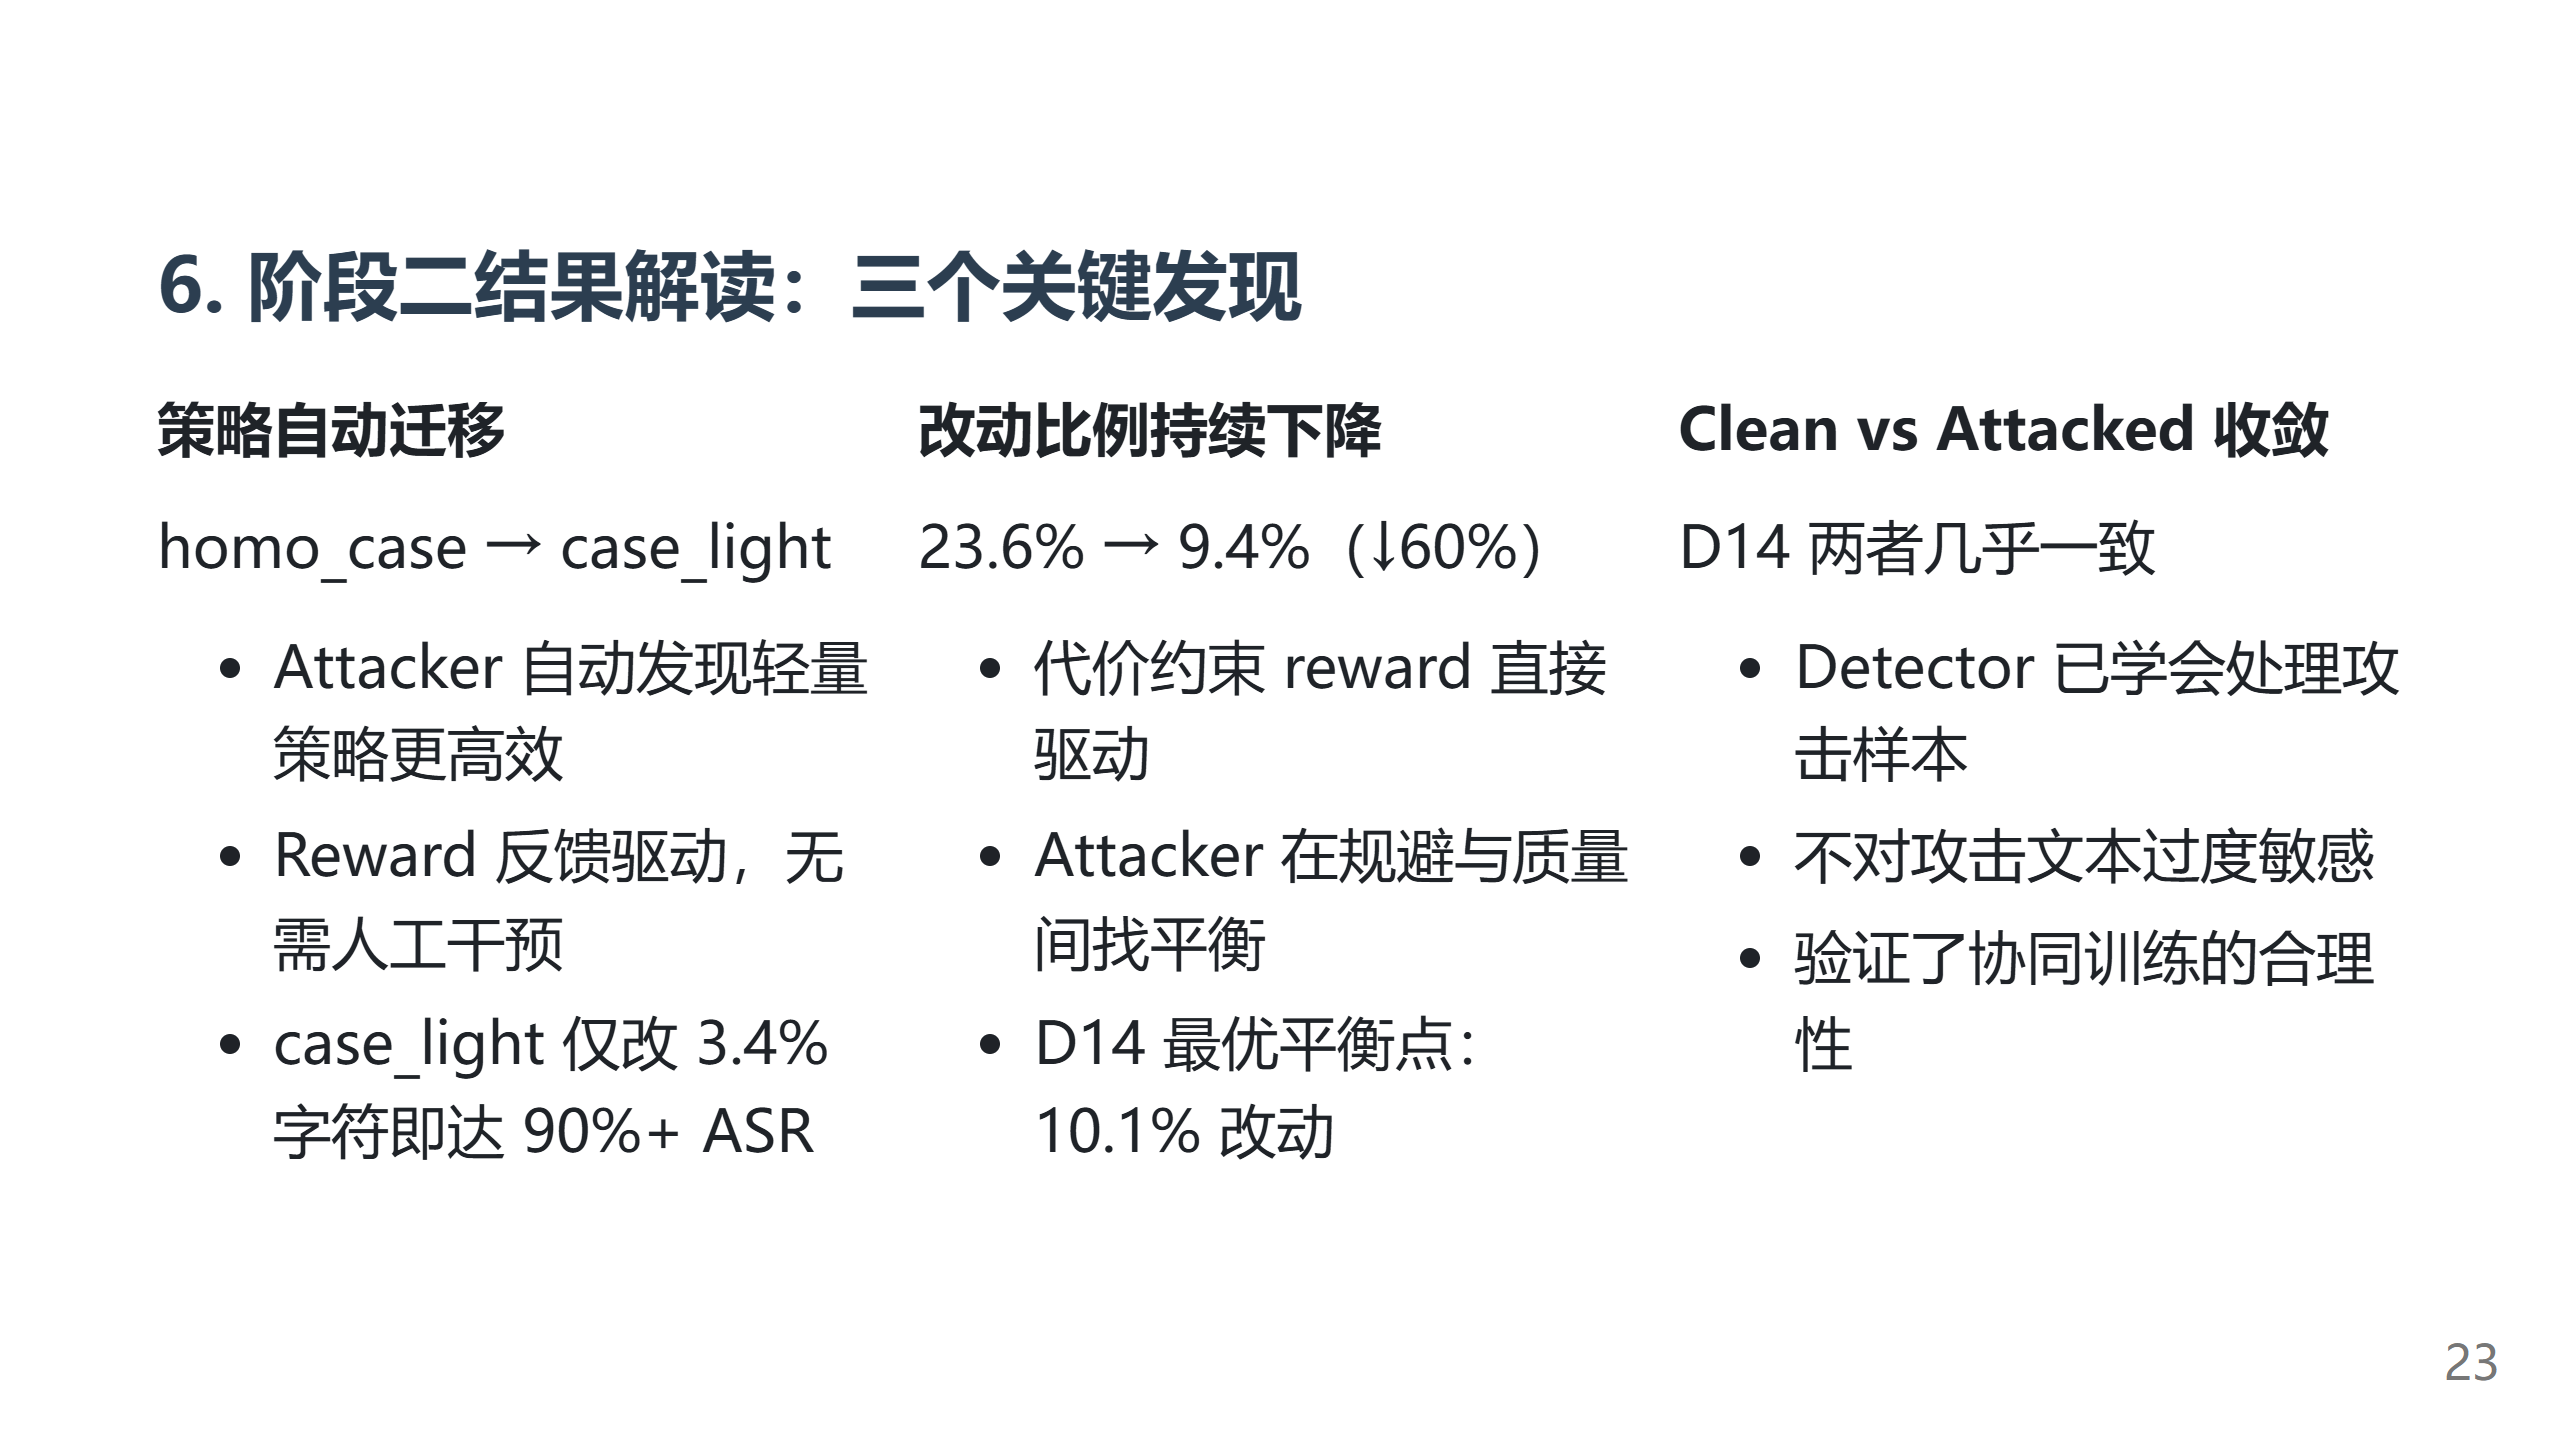 6. 阶段二结果解读：三个关键发现
策略自动迁移
homo_case → case_light
• Attacker 自动发现轻量
策略更高效
• Reward 反馈驱动，无
需人工干预
• case_light 仅改 3.4%
字符即达 90%+ ASR
改动比例持续下降
23.6% → 9.4%（↓60%）
• 代价约束 reward 直接
驱动
• Attacker 在规避与质量
间找平衡
• D14 最优平衡点：
10.1% 改动
Clean vs Attacked 收敛
D14 两者几乎一致
• Detector 已学会处理攻
击样本
• 不对攻击文本过度敏感
• 验证了协同训练的合理
性
23